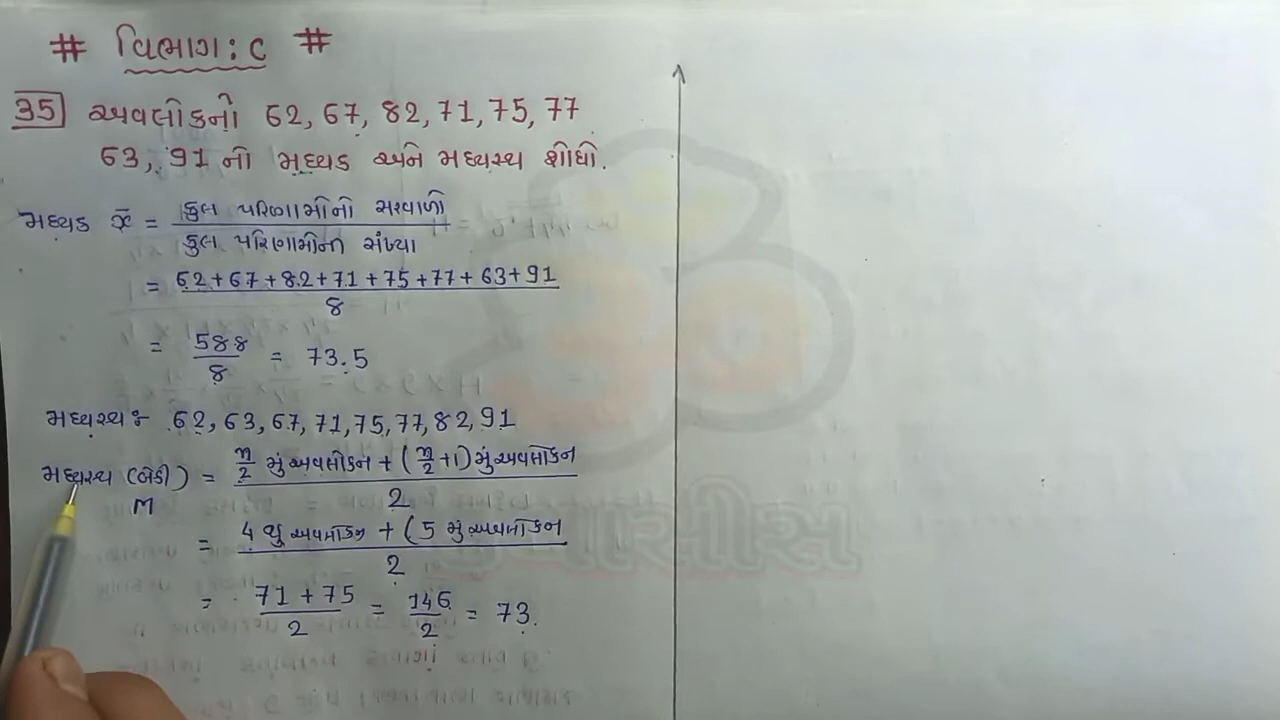 # વિભાગ : C #
35 અવલોકનો 62, 67, 82, 71, 75, 77
63, 91 નો મધ્યક અને મધ્યસ્થ શોધો.
મધ્યક x̄ = કુલ પરિણામોનો સરવાળો / કુલ પરિણામોની સંખ્યા
= 62+67+82+71+75+77+63+91 / 8
= 588 / 8 = 73.5
મધ્યસ્થ :- 62, 63, 67, 71, 75, 77, 82, 91
મધ્યસ્થ (બેકી) = n/2 મું અવલોકન + (n/2 +1) મું અવલોકન / 2
M
= 4 થું અવલોકન + (5 મું અવલોકન / 2
= 71 + 75 / 2 = 146 / 2 = 73.